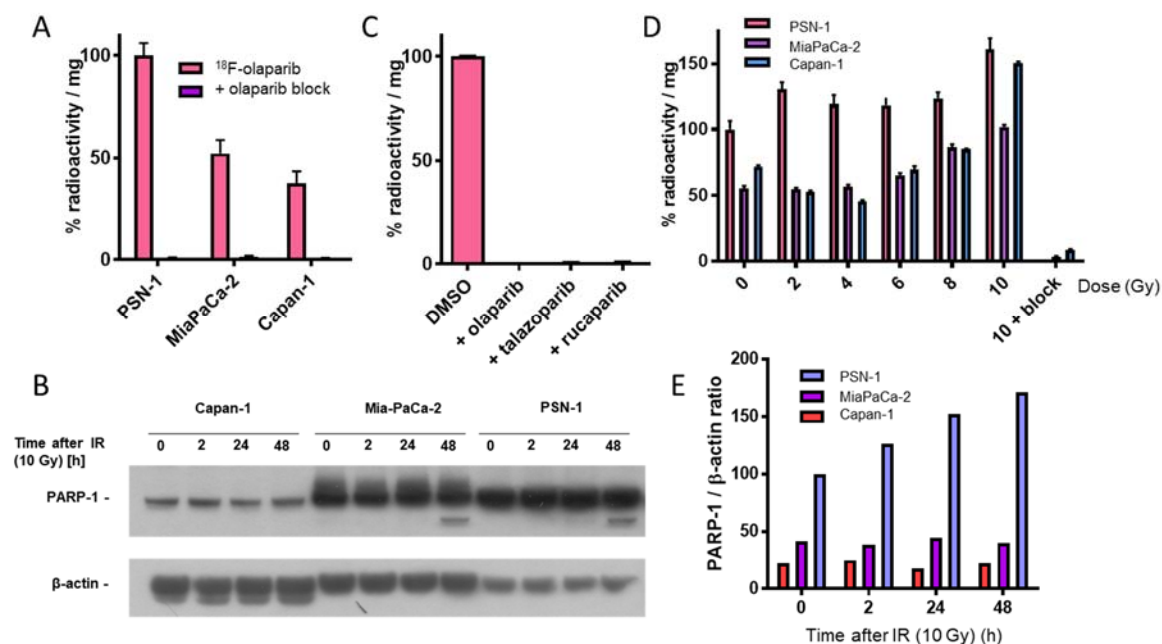 A
% radioactivity / mg
100
50
0
¹⁸F-olaparib
+ olaparib block
PSN-1
MiaPaCa-2
Capan-1
C
% radioactivity / mg
100
50
0
DMSO
+ olaparib
+ talazoparib
+ rucaparib
D
% radioactivity / mg
150
100
50
0
PSN-1
MiaPaCa-2
Capan-1
0
2
4
6
8
10
10 + block
Dose (Gy)
B
Capan-1
Mia-PaCa-2
PSN-1
Time after IR
(10 Gy) [h]
0 2 24 48 0 2 24 48 0 2 24 48
PARP-1 -
β-actin -
E
PARP-1 / β-actin ratio
200
150
100
50
0
PSN-1
MiaPaCa-2
Capan-1
0 2 24 48
Time after IR (10 Gy) (h)